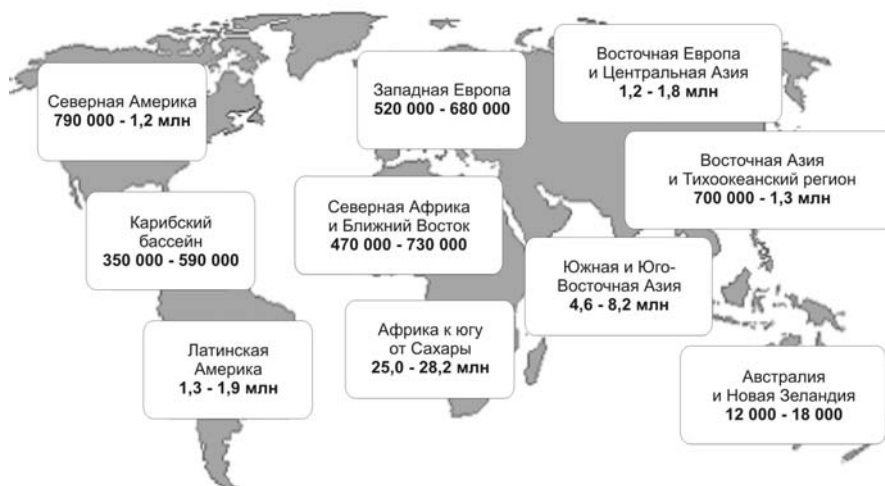 Восточная Европа
и Центральная Азия
1,2 - 1,8 млн
Северная Америка
790 000 - 1,2 млн
Западная Европа
520 000 - 680 000
Восточная Азия
и Тихоокеанский регион
700 000 - 1,3 млн
Карибский
бассейн
350 000 - 590 000
Северная Африка
и Ближний Восток
470 000 - 730 000
Южная и Юго-
Восточная Азия
4,6 - 8,2 млн
Латинская
Америка
1,3 - 1,9 млн
Африка к югу
от Сахары
25,0 - 28,2 млн
Австралия
и Новая Зеландия
12 000 - 18 000